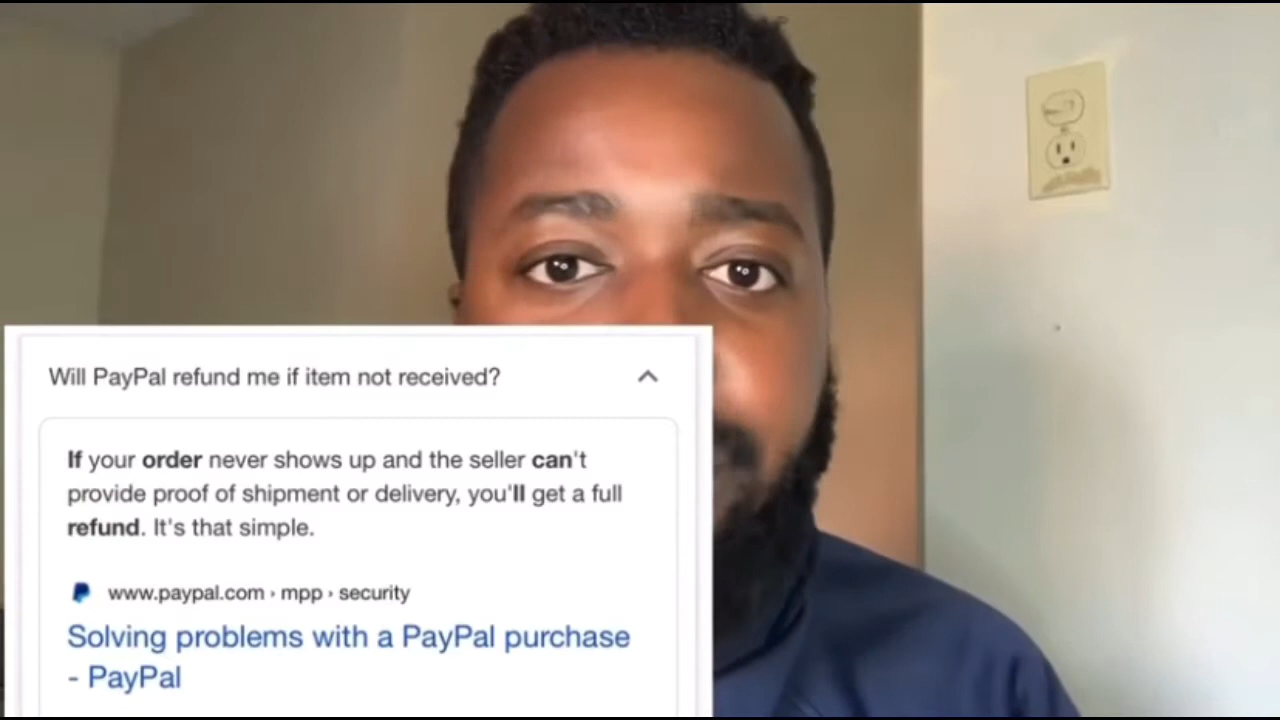 Will PayPal refund me if item not received?
If your order never shows up and the seller can't
provide proof of shipment or delivery, you'll get a full
refund. It's that simple.
www.paypal.com › mpp › security
Solving problems with a PayPal purchase
- PayPal